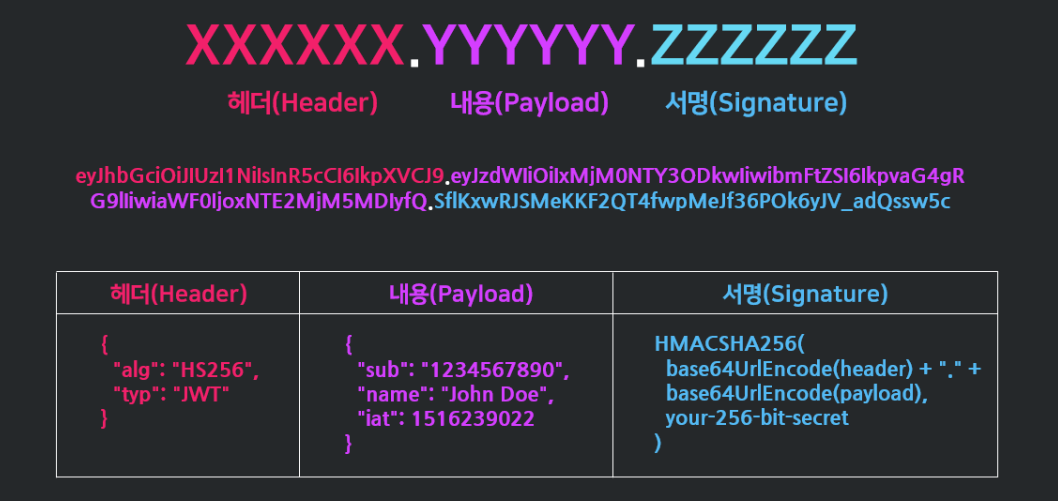 XXXXXX.YYYYYY.ZZZZZZ
헤더(Header) 내용(Payload) 서명(Signature)
eyJhbGciOiJIUzI1NiIsInR5cCI6IkpXVCJ9.eyJzdWIiOiIxMjM0NTY3ODkwIiwibmFtZSI6IkpvaG4gR
G9lIiwiaWF0IjoxNTE2MjM5MDIyfQ.SflKxwRJSMeKKF2QT4fwpMeJf36POk6yJV_adQssw5c
헤더(Header) 내용(Payload) 서명(Signature)
{
"alg": "HS256",
"typ": "JWT"
}
{
"sub": "1234567890",
"name": "John Doe",
"iat": 1516239022
}
HMACSHA256(
base64UrlEncode(header) + "." +
base64UrlEncode(payload),
your-256-bit-secret
)